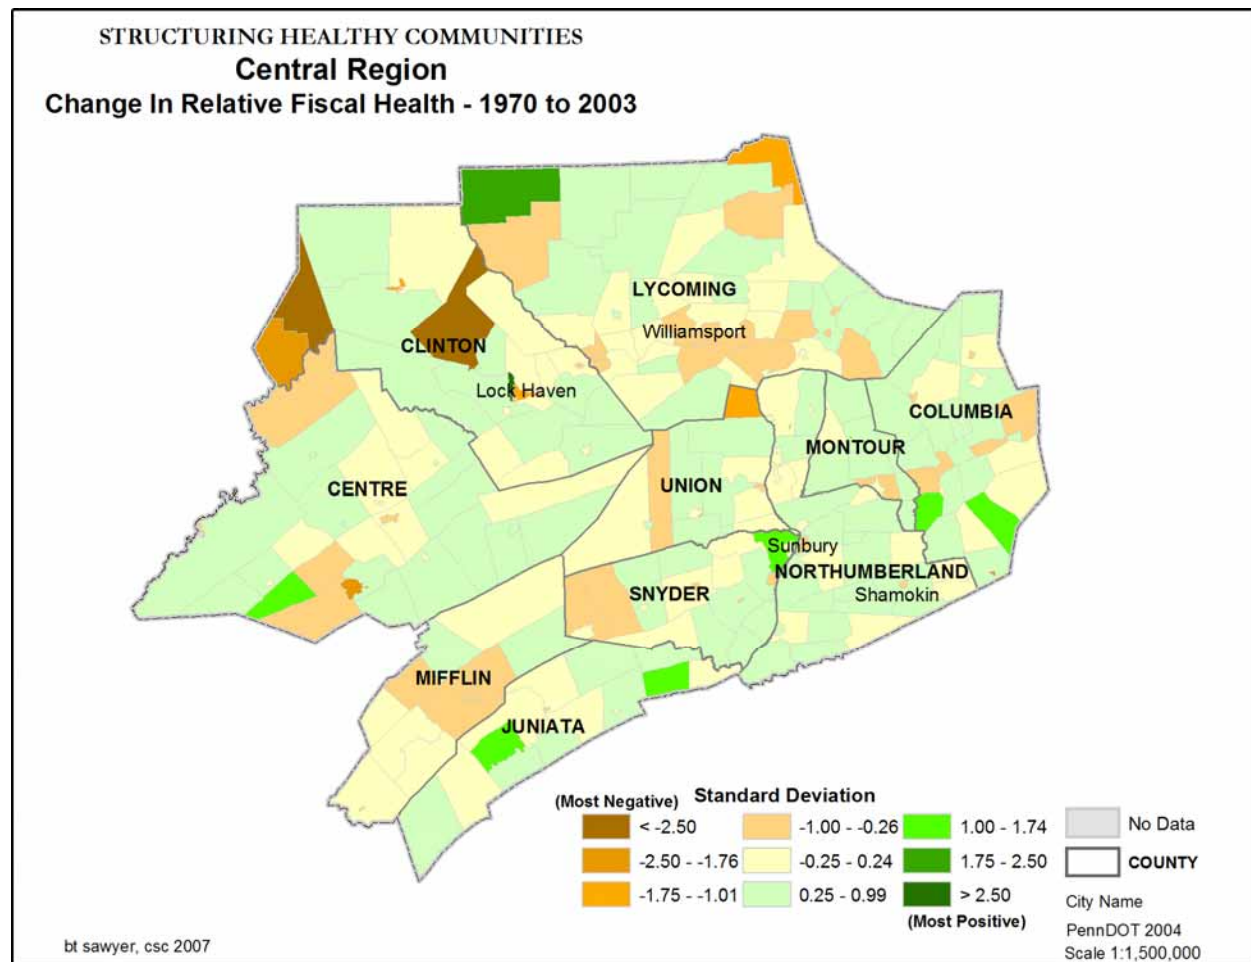 STRUCTURING HEALTHY COMMUNITIES
Central Region
Change In Relative Fiscal Health - 1970 to 2003
LYCOMING
Williamsport
CLINTON
Lock Haven
COLUMBIA
MONTOUR
CENTRE
UNION
Sunbury
NORTHUMBERLAND
SNYDER
Shamokin
MIFFLIN
JUNIATA
(Most Negative) Standard Deviation
< -2.50
-2.50 - -1.76
-1.75 - -1.01
-1.00 - -0.26
-0.25 - 0.24
0.25 - 0.99
1.00 - 1.74
1.75 - 2.50
> 2.50
(Most Positive)
No Data
COUNTY
City Name
PennDOT 2004
Scale 1:1,500,000
bt sawyer, csc 2007